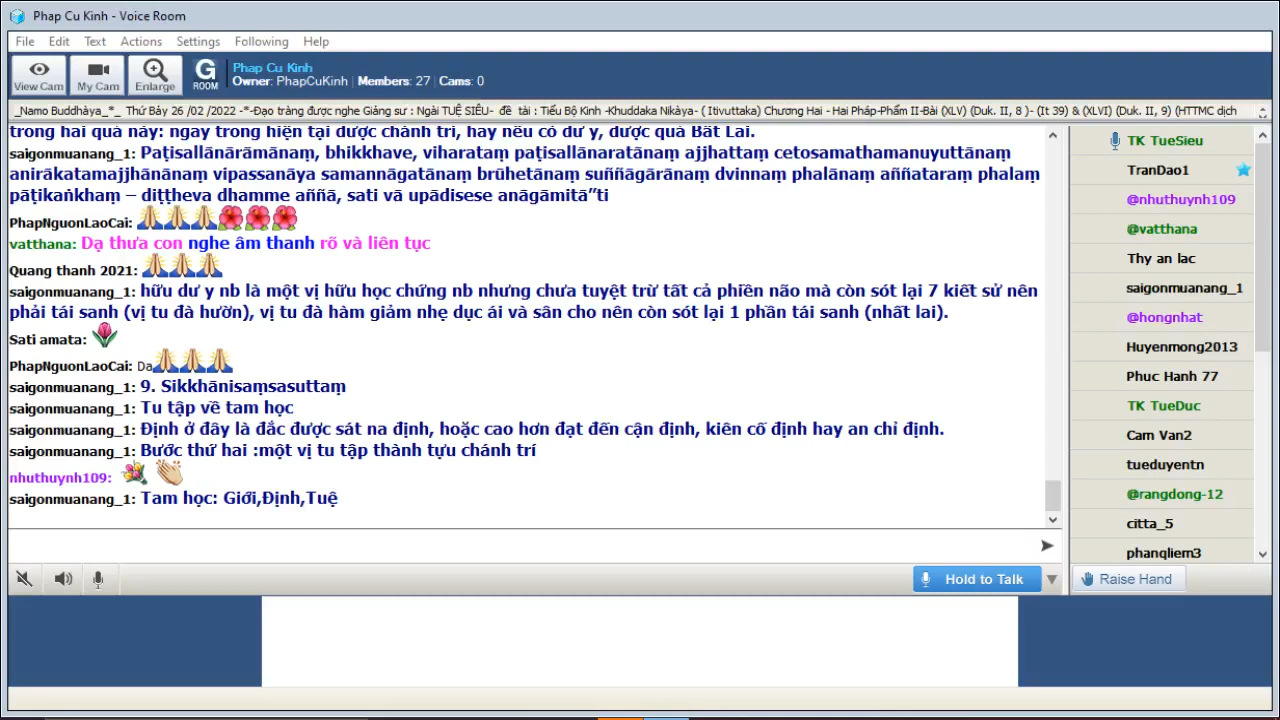 Phap Cu Kinh - Voice Room
File Edit Text Actions Settings Following Help
View Cam My Cam Enlarge G ROOM
Phap Cu Kinh
Owner: PhapCuKinh Members: 27 Cams: 0
_Namo Buddhàya_*_ Thứ Bảy 26 /02 /2022 -*-Đạo tràng được nghe Giảng sư : Ngài TUỆ SIÊU- đề tài : Tiểu Bộ Kinh -Khuddaka Nikàya- ( Itivuttaka) Chương Hai - Hai Pháp-Phẩm II-Bài (XLV) (Duk. II, 8 )- (It 39) & (XLVI) (Duk. II, 9) (HTTMC dịch
trong hai quả này: ngay trong hiện tại được chánh trí, hay nếu có dư y, được quả Bất Lai.
saigonmuanang_1: Paṭisallānārāmānaṃ, bhikkhave, viharataṃ paṭisallānaratānaṃ ajjhattaṃ cetosamathamanuyuttānaṃ
anirākatamajjhānānaṃ vipassanāya samannāgatānaṃ brūhetānaṃ suññāgārānaṃ dvinnaṃ phalānaṃ aññataraṃ phalaṃ
pāṭikaṅkhaṃ – diṭṭheva dhamme aññā, sati vā upādisese anāgāmitā”ti
PhapNguonLaoCai:
vatthana: Dạ thưa con nghe âm thanh rõ và liên tục
Quang thanh 2021:
saigonmuanang_1: hữu dư y nb là một vị hữu học chứng nb nhưng chưa tuyệt trừ tất cả phiền não mà còn sót lại 7 kiết sử nên
phải tái sanh (vị tu đà hườn), vị tu đà hàm giảm nhẹ dục ái và sân cho nên còn sót lại 1 phần tái sanh (nhất lai).
Sati amata:
PhapNguonLaoCai: Da
saigonmuanang_1: 9. Sikkhānisaṃsasuttaṃ
saigonmuanang_1: Tu tập về tam học
saigonmuanang_1: Định ở đây là đắc được sát na định, hoặc cao hơn đạt đến cận định, kiên cố định hay an chỉ định.
saigonmuanang_1: Bước thứ hai :một vị tu tập thành tựu chánh trí
nhuthuynh109:
saigonmuanang_1: Tam học: Giới,Định,Tuệ
TK TueSieu
TranDao1
@nhuthuynh109
@vatthana
Thy an lac
saigonmuanang_1
@hongnhat
Huyenmong2013
Phuc Hanh 77
TK TueDuc
Cam Van2
tueduyentn
@rangdong-12
citta_5
phanqliem3
Hold to Talk
Raise Hand